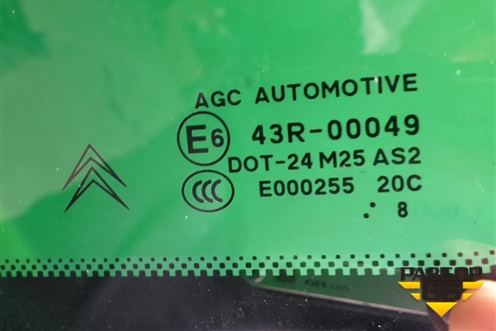 AGC AUTOMOTIVE
E6 43R-00049
DOT-24 M25 AS2
CCC E000255 20C
.: 8